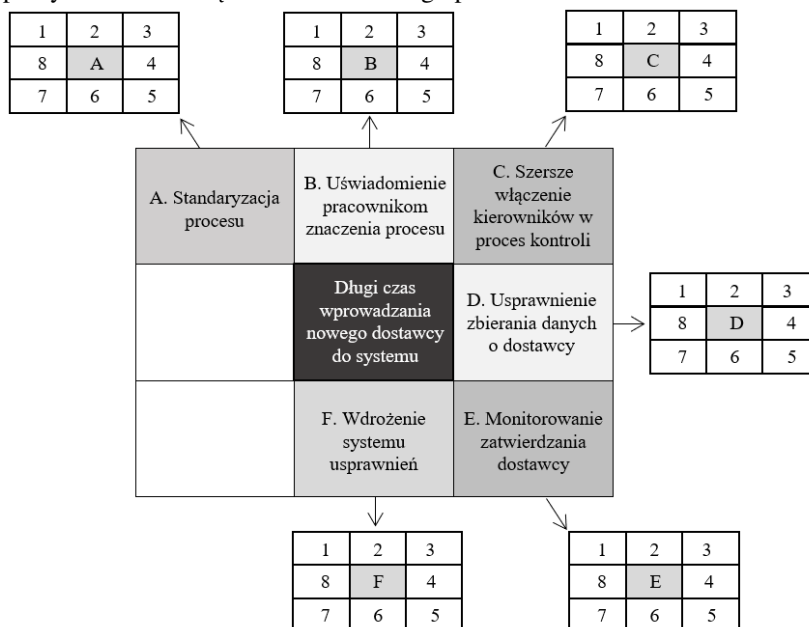 1 2 3
8 A 4
7 6 5
1 2 3
8 B 4
7 6 5
1 2 3
8 C 4
7 6 5
A. Standaryzacja
procesu
B. Uświadomienie
pracownikom
znaczenia procesu
C. Szersze
włączenie
kierowników w
proces kontroli
Długi czas
wprowadzania
nowego dostawcy
do systemu
D. Usprawnienie
zbierania danych
o dostawcy
1 2 3
8 D 4
7 6 5
F. Wdrożenie
systemu
usprawnień
E. Monitorowanie
zatwierdzania
dostawcy
1 2 3
8 F 4
7 6 5
1 2 3
8 E 4
7 6 5